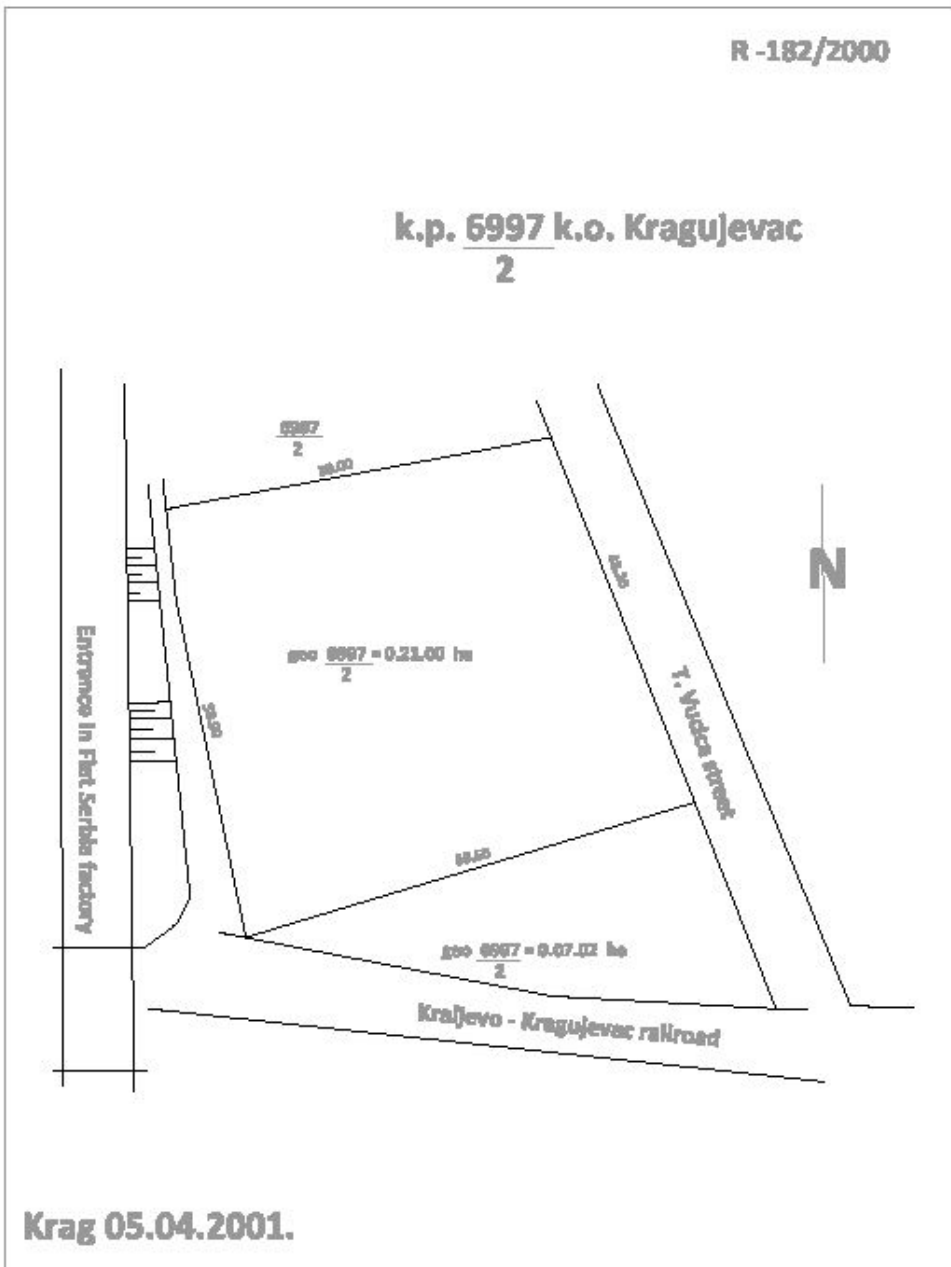 R -182/2000
k.p. 6997 k.o. Kragujevac
2
6997
2
6997 = 0.21.00 ha
2
T. Vucica street
Entrance in Fiat Serbia factory
6997 = 0.07.02 ha
2
Kraljevo - Kragujevac railroad
N
Krag 05.04.2001.